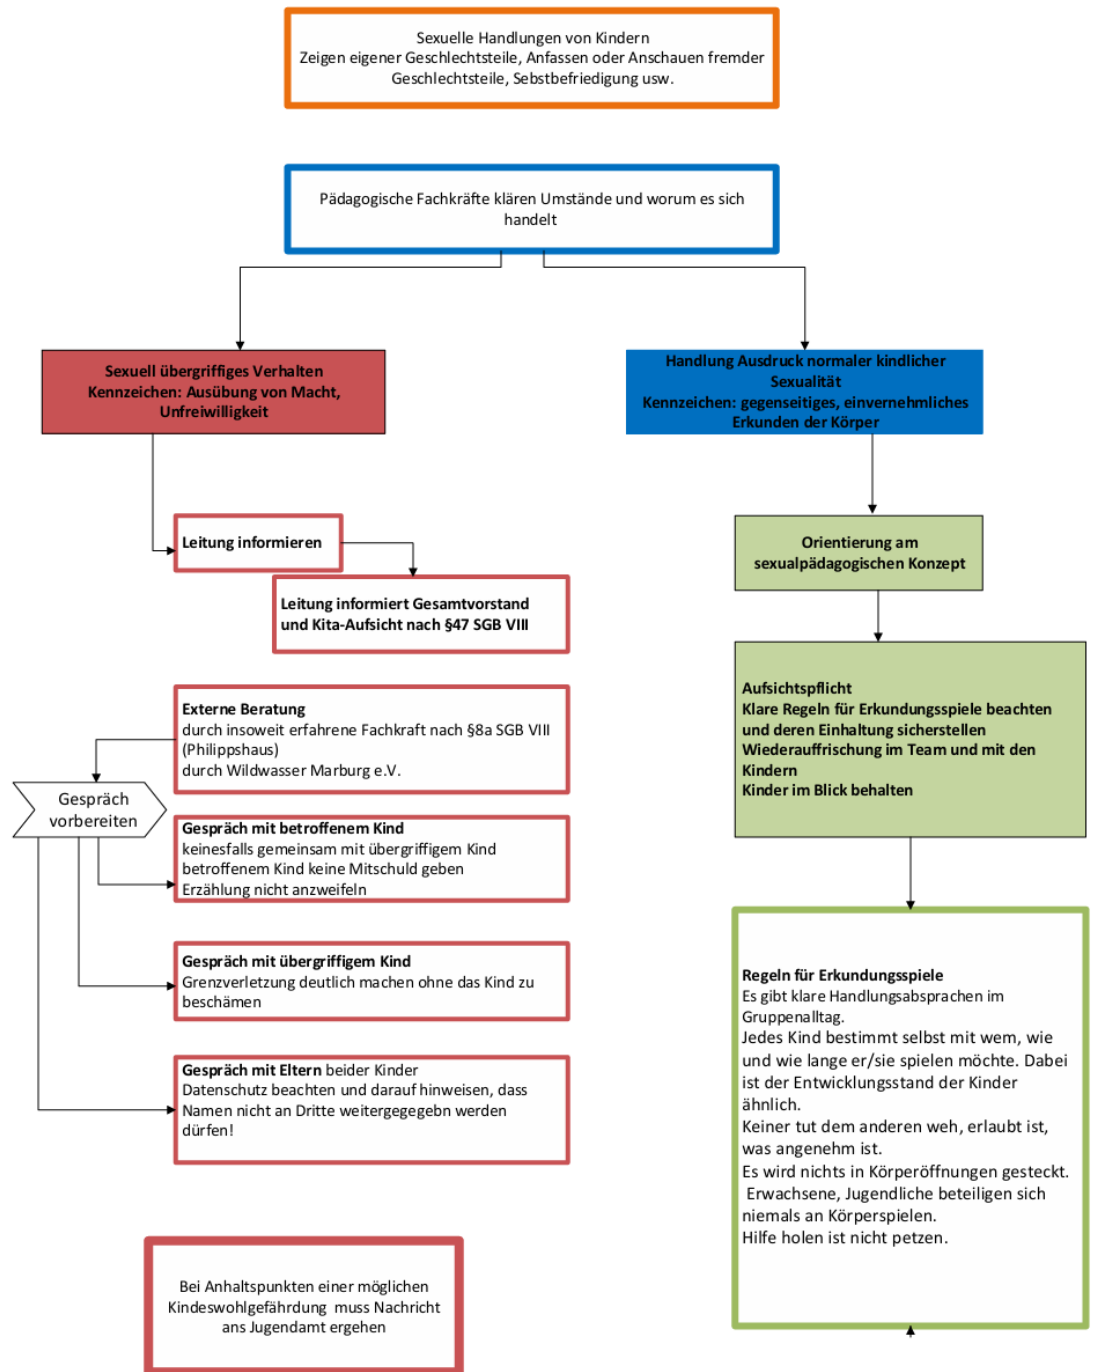 Sexuelle Handlungen von Kindern
Zeigen eigener Geschlechtsteile, Anfassen oder Anschauen fremder
Geschlechtsteile, Sebstbefriedigung usw.
Pädagogische Fachkräfte klären Umstände und worum es sich
handelt
Sexuell übergriffiges Verhalten
Kennzeichen: Ausübung von Macht,
Unfreiwilligkeit
Leitung informieren
Leitung informiert Gesamtvorstand
und Kita-Aufsicht nach §47 SGB VIII
Externe Beratung
durch insoweit erfahrene Fachkraft nach §8a SGB VIII
(Philippshaus)
durch Wildwasser Marburg e.V.
Gespräch
vorbereiten
Gespräch mit betroffenem Kind
keinesfalls gemeinsam mit übergriffigem Kind
betroffenem Kind keine Mitschuld geben
Erzählung nicht anzweifeln
Gespräch mit übergriffigem Kind
Grenzverletzung deutlich machen ohne das Kind zu
beschämen
Gespräch mit Eltern beider Kinder
Datenschutz beachten und darauf hinweisen, dass
Namen nicht an Dritte weitergegegebn werden
dürfen!
Bei Anhaltspunkten einer möglichen
Kindeswohlgefährdung muss Nachricht
ans Jugendamt ergehen
Handlung Ausdruck normaler kindlicher
Sexualität
Kennzeichen: gegenseitiges, einvernehmliches
Erkunden der Körper
Orientierung am
sexualpädagogischen Konzept
Aufsichtspflicht
Klare Regeln für Erkundungsspiele beachten
und deren Einhaltung sicherstellen
Wiederauffrischung im Team und mit den
Kindern
Kinder im Blick behalten
Regeln für Erkundungsspiele
Es gibt klare Handlungsabsprachen im
Gruppenalltag.
Jedes Kind bestimmt selbst mit wem, wie
und wie lange er/sie spielen möchte. Dabei
ist der Entwicklungsstand der Kinder
ähnlich.
Keiner tut dem anderen weh, erlaubt ist,
was angenehm ist.
Es wird nichts in Körperöffnungen gesteckt.
Erwachsene, Jugendliche beteiligen sich
niemals an Körperspielen.
Hilfe holen ist nicht petzen.